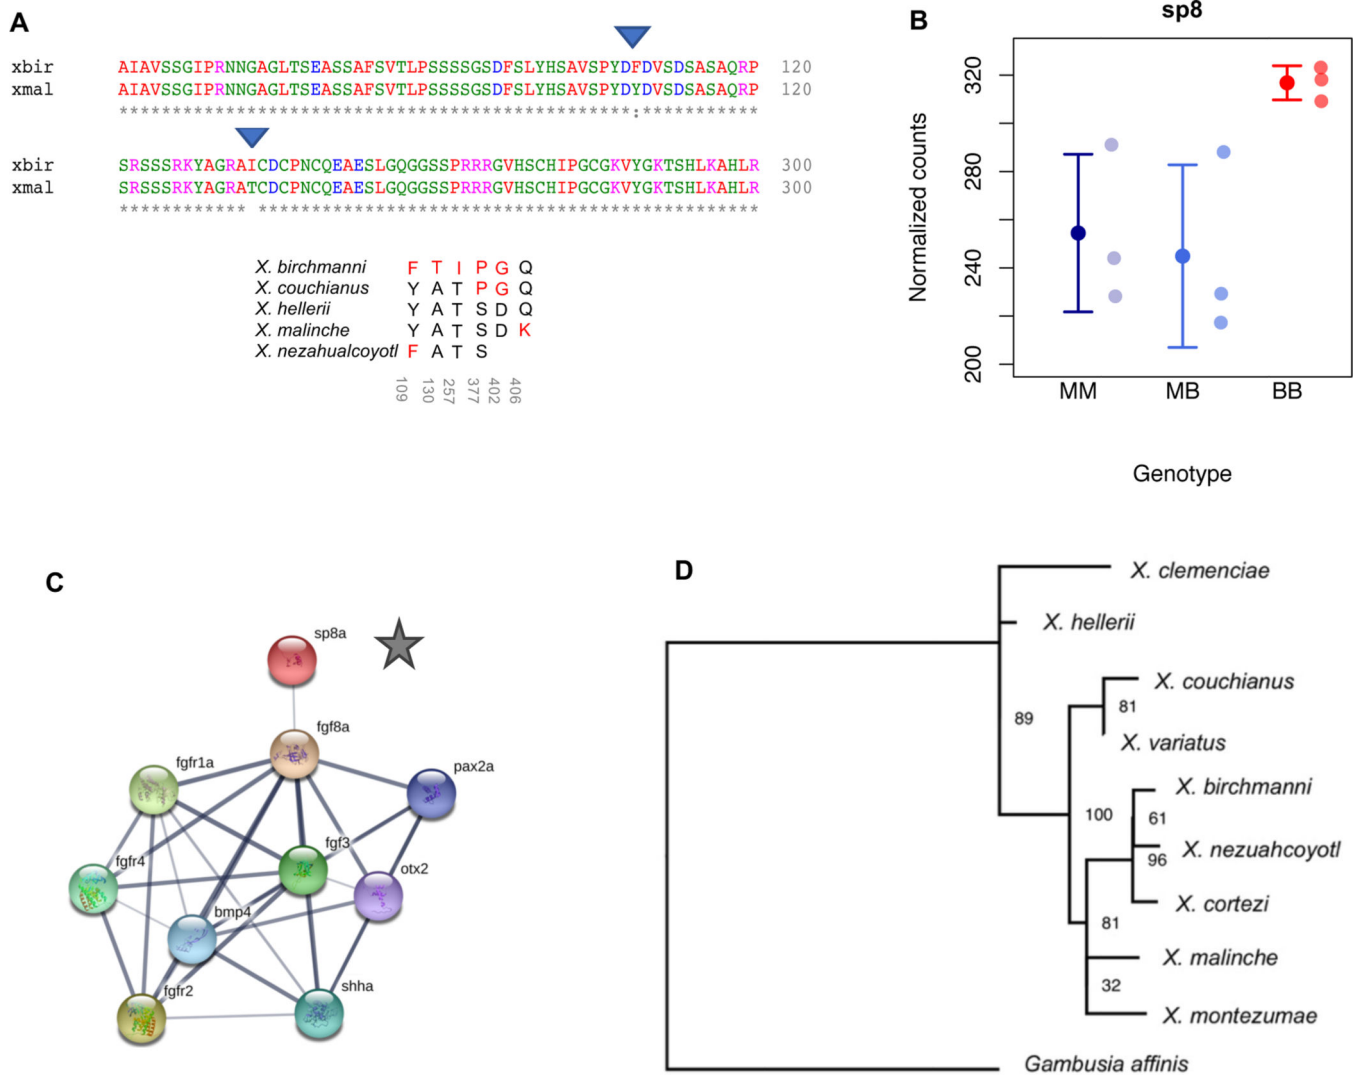 A
xbir AIAVSSGIPRNNGAGLTSEASSAFSVTLPSSSSGSDFSLYHSAVSPYDFDVSDSASAQRP 120
xmal AIAVSSGIPRNNGAGLTSEASSAFSVTLPSSSSGSDFSLYHSAVSPYDYDVSDSASAQRP 120
************************************************:***********
xbir SRSSSRKYAGRAICDCPNCQEAESLGQGGSSPRRRGVHSCHIPGCGKVYGKTSHLKAHLR 300
xmal SRSSSRKYAGRATCDCPNCQEAESLGQGGSSPRRRGVHSCHIPGCGKVYGKTSHLKAHLR 300
************ ***********************************************
X. birchmanni F T I P G Q
X. couchianus Y A T P G Q
X. hellerii Y A T S D Q
X. malinche Y A T S D K
X. nezahualcoyotl F A T S
109 130 257 377 402 406
B
sp8
Normalized counts
320
280
240
200
MM MB BB
Genotype
C
sp8a
fgf8a
fgfr1a
pax2a
fgf3
fgfr4
otx2
bmp4
shha
fgfr2
D
X. clemenciae
X. hellerii
X. couchianus
81
89
X. variatus
X. birchmanni
100
61
X. nezuahcoyotl
96
X. cortezi
81
X. malinche
32
X. montezumae
Gambusia affinis